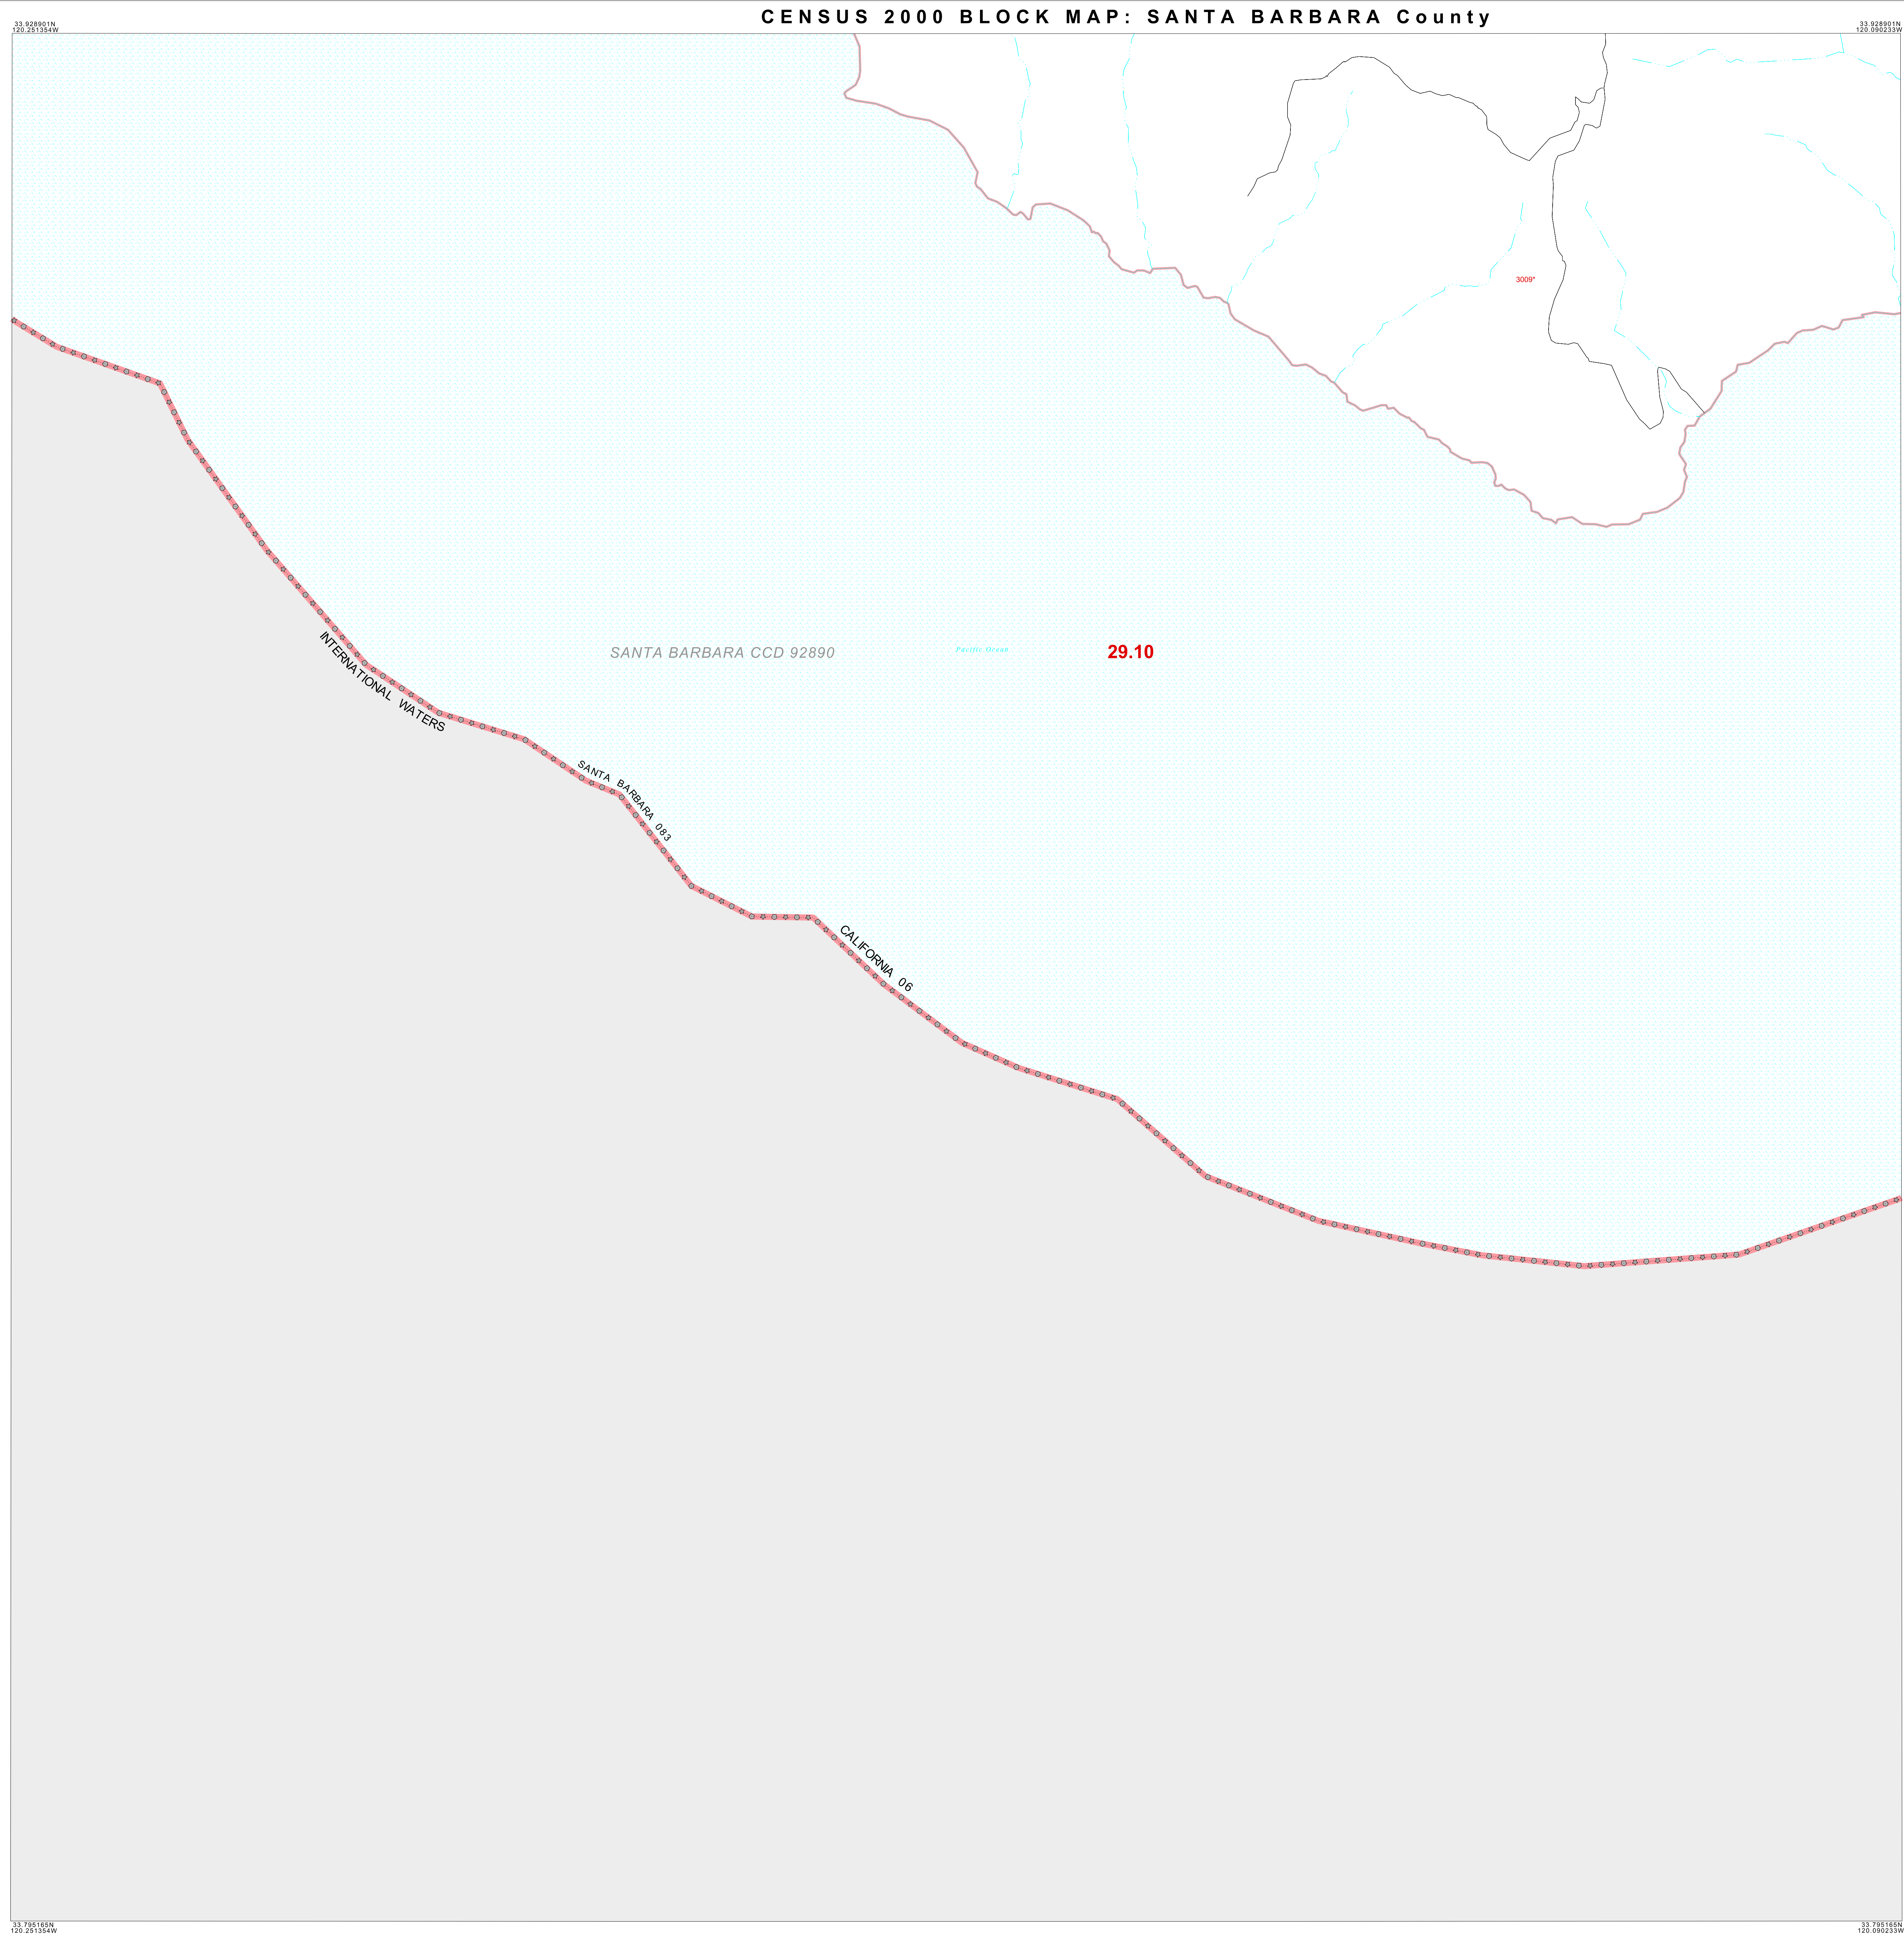 CENSUS 2000 BLOCK MAP: SANTA BARBARA County
33.928901N
120.251354W
33.928901N
120.090233W
3009*
INTERNATIONAL WATERS
SANTA BARBARA CCD 92890
Pacific Ocean
29.10
SANTA BARBARA 083
CALIFORNIA 06
33.795165N
120.251354W
33.795165N
120.090233W